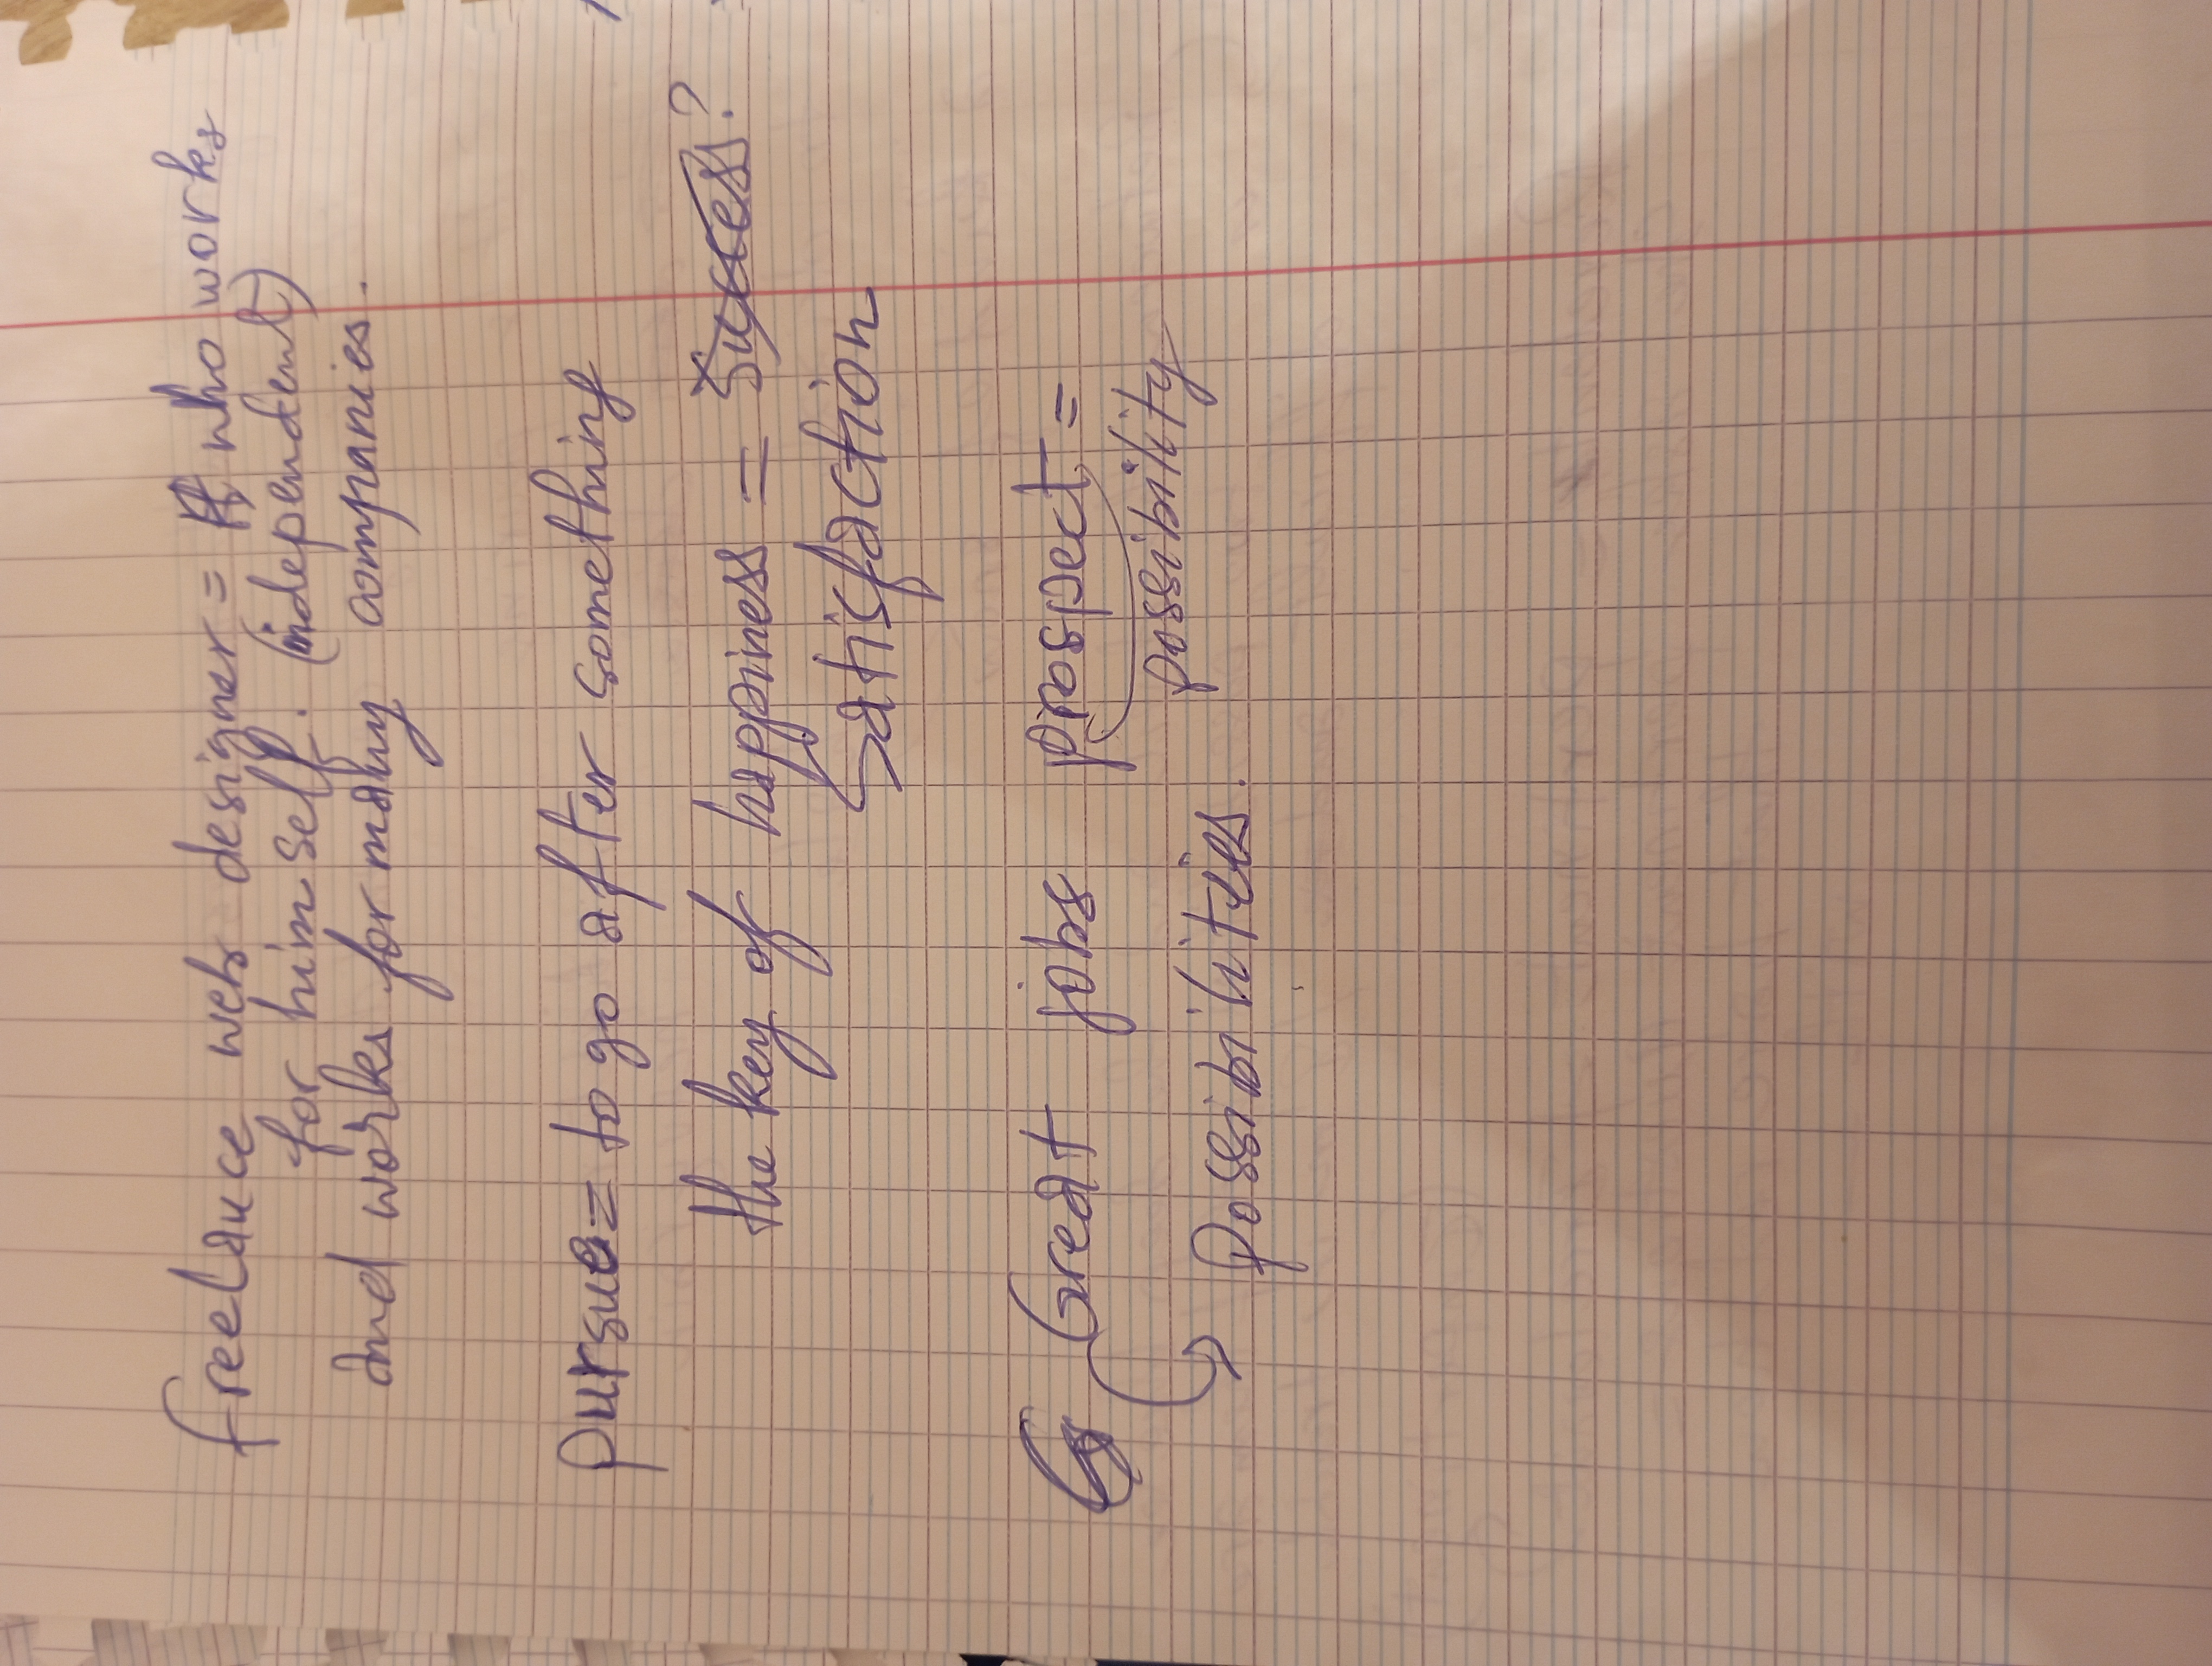 freelance web designer = who works
for himself. (independent)
and works for many companies.
pursue = to go after something
the key of happiness = Success?
satisfaction
Great jobs prospect =
possibility
Possibilities.